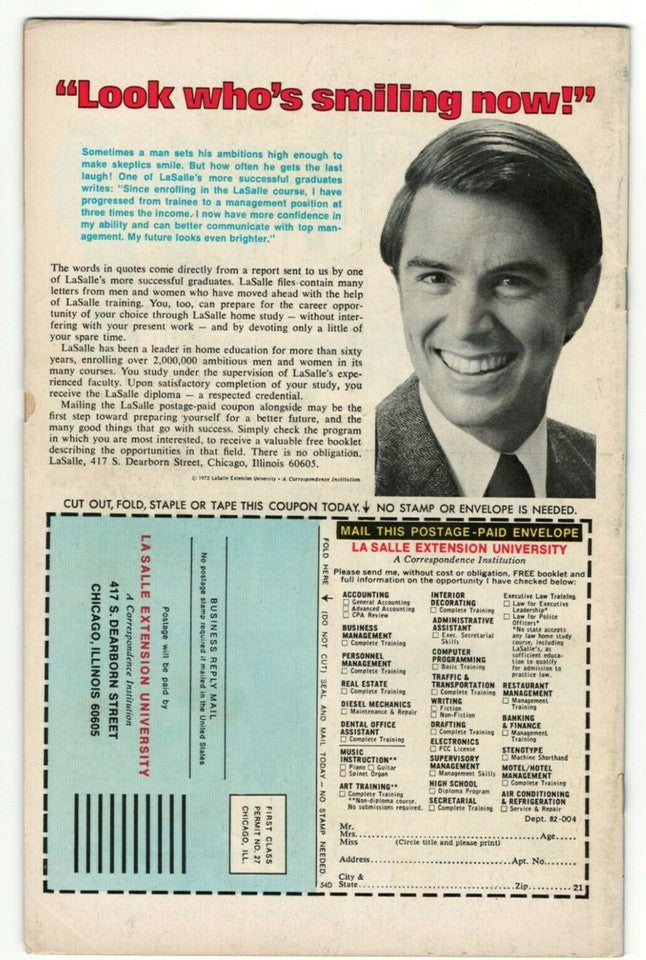 “Look who’s smiling now!”
Sometimes a man sets his ambitions high enough to
make skeptics smile. But how often he gets the last
laugh! One of LaSalle's more successful graduates
writes: "Since enrolling in the LaSalle course, I have
progressed from trainee to a management position at
three times the income. I now have more confidence in
my ability and can better communicate with top man-
agement. My future looks even brighter."
The words in quotes come directly from a report sent to us by one
of LaSalle's more successful graduates. LaSalle files contain many
letters from men and women who have moved ahead with the help
of LaSalle training. You, too, can prepare for the career oppor-
tunity of your choice through LaSalle home study — without inter-
fering with your present work — and by devoting only a little of
your spare time.
LaSalle has been a leader in home education for more than sixty
years, enrolling over 2,000,000 ambitious men and women in its
many courses. You study under the supervision of LaSalle's expe-
rienced faculty. Upon satisfactory completion of your study, you
receive the LaSalle diploma — a respected credential.
Mailing the LaSalle postage-paid coupon alongside may be the
first step toward preparing yourself for a better future, and the
many good things that go with success. Simply check the program
in which you are most interested, to receive a valuable free booklet
describing the opportunities in that field. There is no obligation.
LaSalle, 417 S. Dearborn Street, Chicago, Illinois 60605.
© 1972 LaSalle Extension University • A Correspondence Institution
CUT OUT, FOLD, STAPLE OR TAPE THIS COUPON TODAY. NO STAMP OR ENVELOPE IS NEEDED.
FIRST CLASS
PERMIT NO. 27
CHICAGO, ILL.
BUSINESS REPLY MAIL
No postage stamp required if mailed in the United States
Postage will be paid by
LA SALLE EXTENSION UNIVERSITY
A Correspondence Institution
417 S. DEARBORN STREET
CHICAGO, ILLINOIS 60605
FOLD HERE (DO NOT CUT) SEAL AND MAIL TODAY – NO STAMP NEEDED.
54D
MAIL THIS POSTAGE-PAID ENVELOPE
LA SALLE EXTENSION UNIVERSITY
A Correspondence Institution
Please send me, without cost or obligation, FREE booklet and
full information on the opportunity I have checked below:
ACCOUNTING
General Accounting
Advanced Accounting
CPA Review
BUSINESS
MANAGEMENT
Complete Training
PERSONNEL
MANAGEMENT
Complete Training
REAL ESTATE
Complete Training
DIESEL MECHANICS
Maintenance & Repair
DENTAL OFFICE
ASSISTANT
Complete Training
MUSIC
INSTRUCTION**
Piano Guitar
Spinet Organ
ART TRAINING**
Complete Training
**Non-diploma course.
No submissions required.
INTERIOR
DECORATING
Complete Training
ADMINISTRATIVE
ASSISTANT
Exec. Secretarial
Skills
COMPUTER
PROGRAMMING
Basic Training
TRAFFIC &
TRANSPORTATION
Complete Training
WRITING
Fiction
Non-Fiction
DRAFTING
Complete Training
ELECTRONICS
FCC License
SUPERVISORY
MANAGEMENT
Management Skills
HIGH SCHOOL
Diploma Program
SECRETARIAL
Complete Training
Executive Law Training
Law for Executive
Leadership*
Law for Police
Officers*
*No state accepts
any law home study
course, including
LaSalle's, as
sufficient educa-
tion to qualify
for admission to
practice law.
RESTAURANT
MANAGEMENT
Management
Training
BANKING
& FINANCE
Management
Training
STENOTYPE
Machine Shorthand
MOTEL/HOTEL
MANAGEMENT
Complete Training
AIR CONDITIONING
& REFRIGERATION
Service & Repair
Dept. 82-004
Mr.
Mrs. Age
Miss (Circle title and please print)
Address Apt. No.
City &
State Zip 21